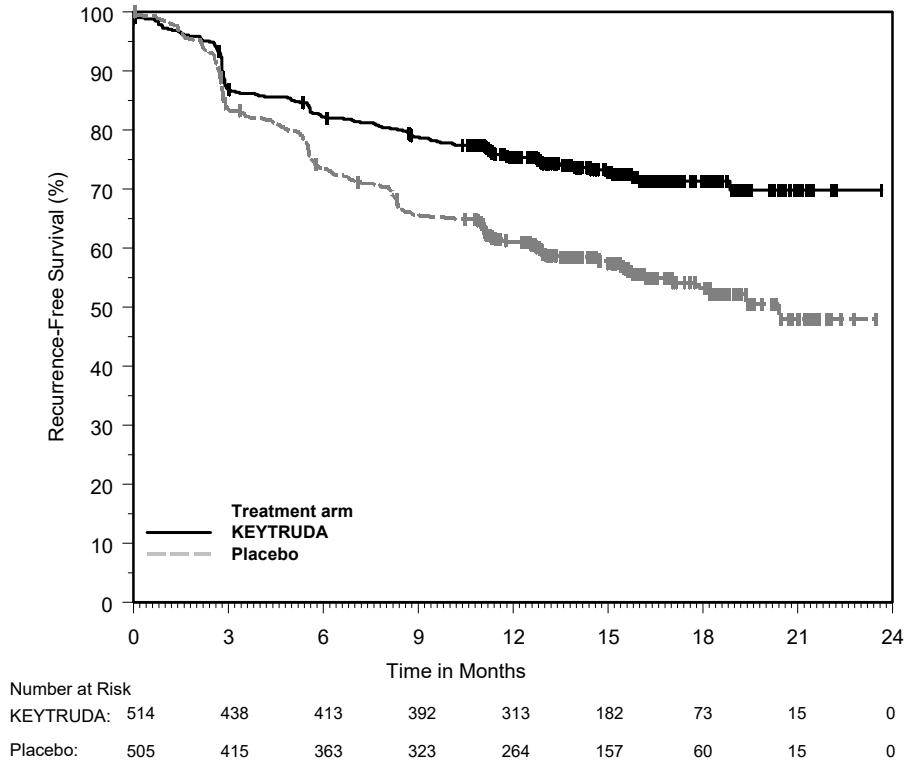 100
90
80
70
60
50
40
30
20
10
0
Recurrence-Free Survival (%)
Treatment arm
KEYTRUDA
Placebo
0 3 6 9 12 15 18 21 24
Time in Months
Number at Risk
KEYTRUDA: 514 438 413 392 313 182 73 15 0
Placebo: 505 415 363 323 264 157 60 15 0